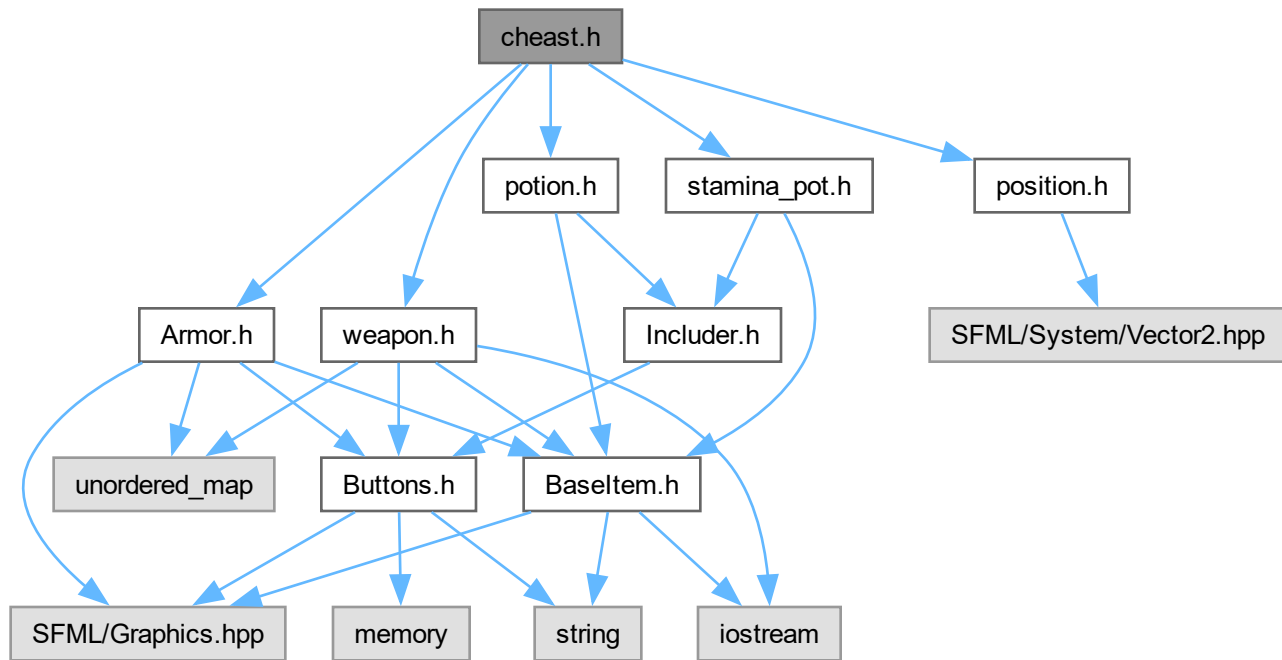 cheast.h
potion.h
stamina_pot.h
position.h
Armor.h
weapon.h
Includer.h
SFML/System/Vector2.hpp
unordered_map
Buttons.h
BaseItem.h
SFML/Graphics.hpp
memory
string
iostream